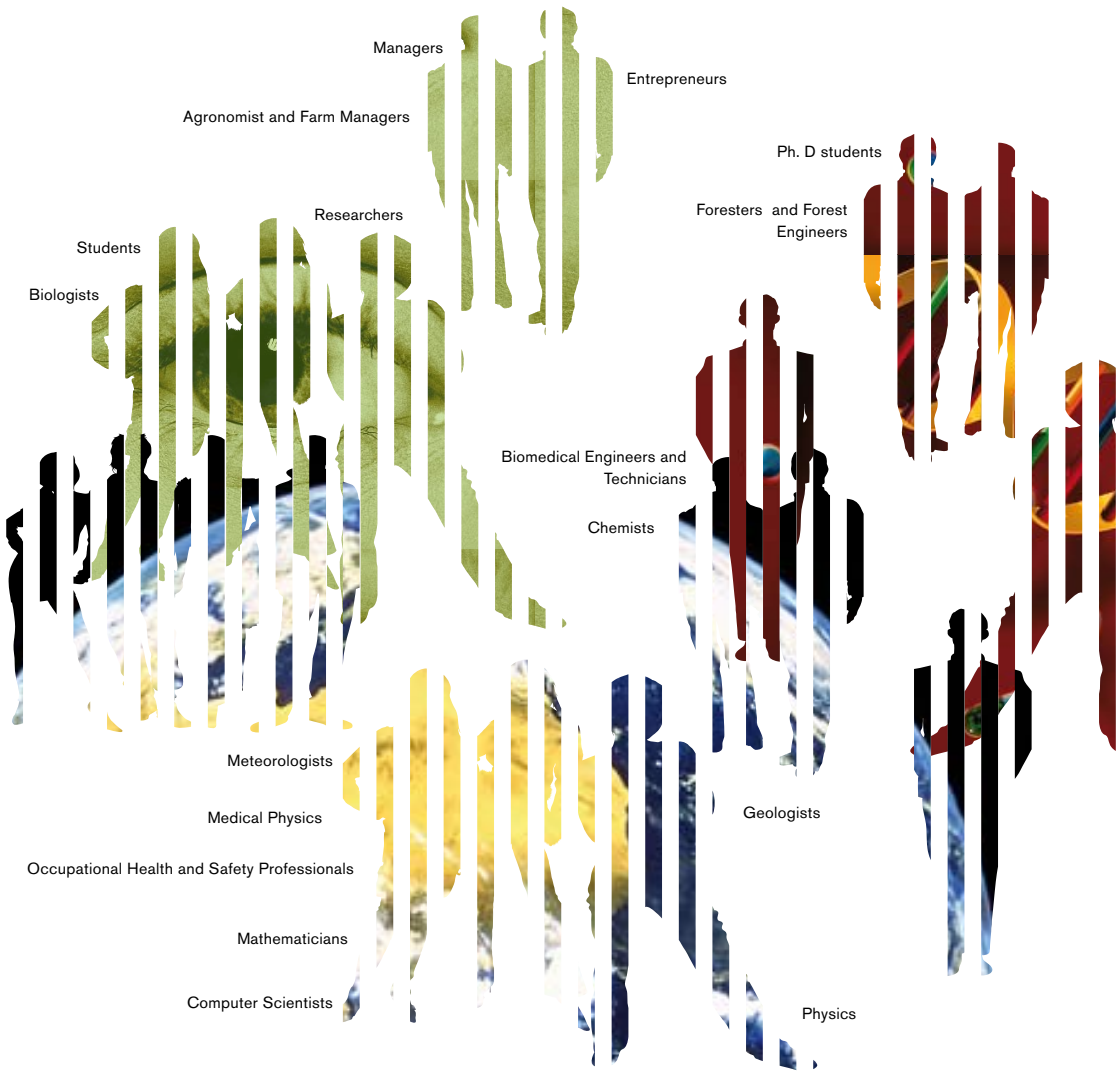 Managers
Entrepreneurs
Agronomist and Farm Managers
Ph. D students
Foresters and Forest
Engineers
Researchers
Students
Biologists
Biomedical Engineers and
Technicians
Chemists
Meteorologists
Medical Physics
Geologists
Occupational Health and Safety Professionals
Mathematicians
Computer Scientists
Physics